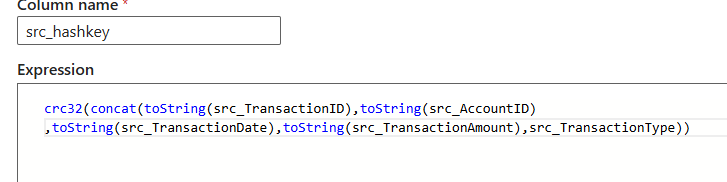 Column name *
src_hashkey
Expression
crc32(concat(toString(src_TransactionID),toString(src_AccountID)
,toString(src_TransactionDate),toString(src_TransactionAmount),src_TransactionType))